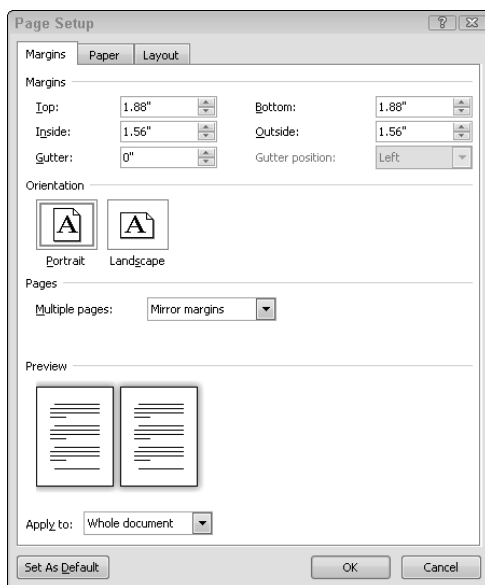 Page Setup
Margins Paper Layout
Margins
Top: 1.88" Bottom: 1.88"
Inside: 1.56" Outside: 1.56"
Gutter: 0" Gutter position: Left
Orientation
A A
Portrait Landscape
Pages
Multiple pages: Mirror margins
Preview
Apply to: Whole document
Set As Default OK Cancel